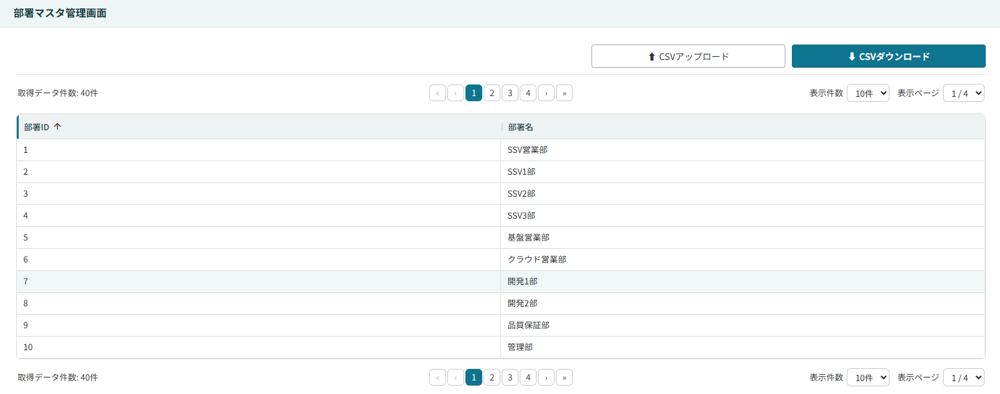 部署マスタ管理画面
⬆ CSVアップロード ⬇ CSVダウンロード
取得データ件数: 40件 « ‹ 1 2 3 4 › » 表示件数 10件 表示ページ 1 / 4
部署ID ↑ 部署名
1 SSV営業部
2 SSV1部
3 SSV2部
4 SSV3部
5 基盤営業部
6 クラウド営業部
7 開発1部
8 開発2部
9 品質保証部
10 管理部
取得データ件数: 40件 « ‹ 1 2 3 4 › » 表示件数 10件 表示ページ 1 / 4